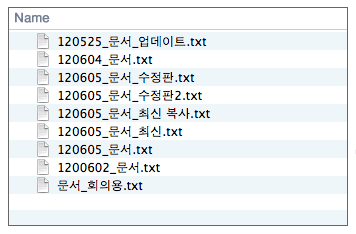 Name
120525_문서_업데이트.txt
120604_문서.txt
120605_문서_수정판.txt
120605_문서_수정판2.txt
120605_문서_최신 복사.txt
120605_문서_최신.txt
120605_문서.txt
1200602_문서.txt
문서_회의용.txt